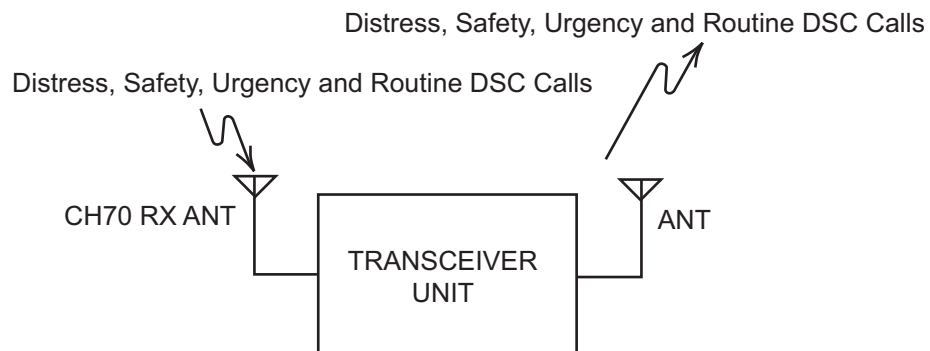 Distress, Safety, Urgency and Routine DSC Calls
Distress, Safety, Urgency and Routine DSC Calls
CH70 RX ANT
ANT
TRANSCEIVER
UNIT